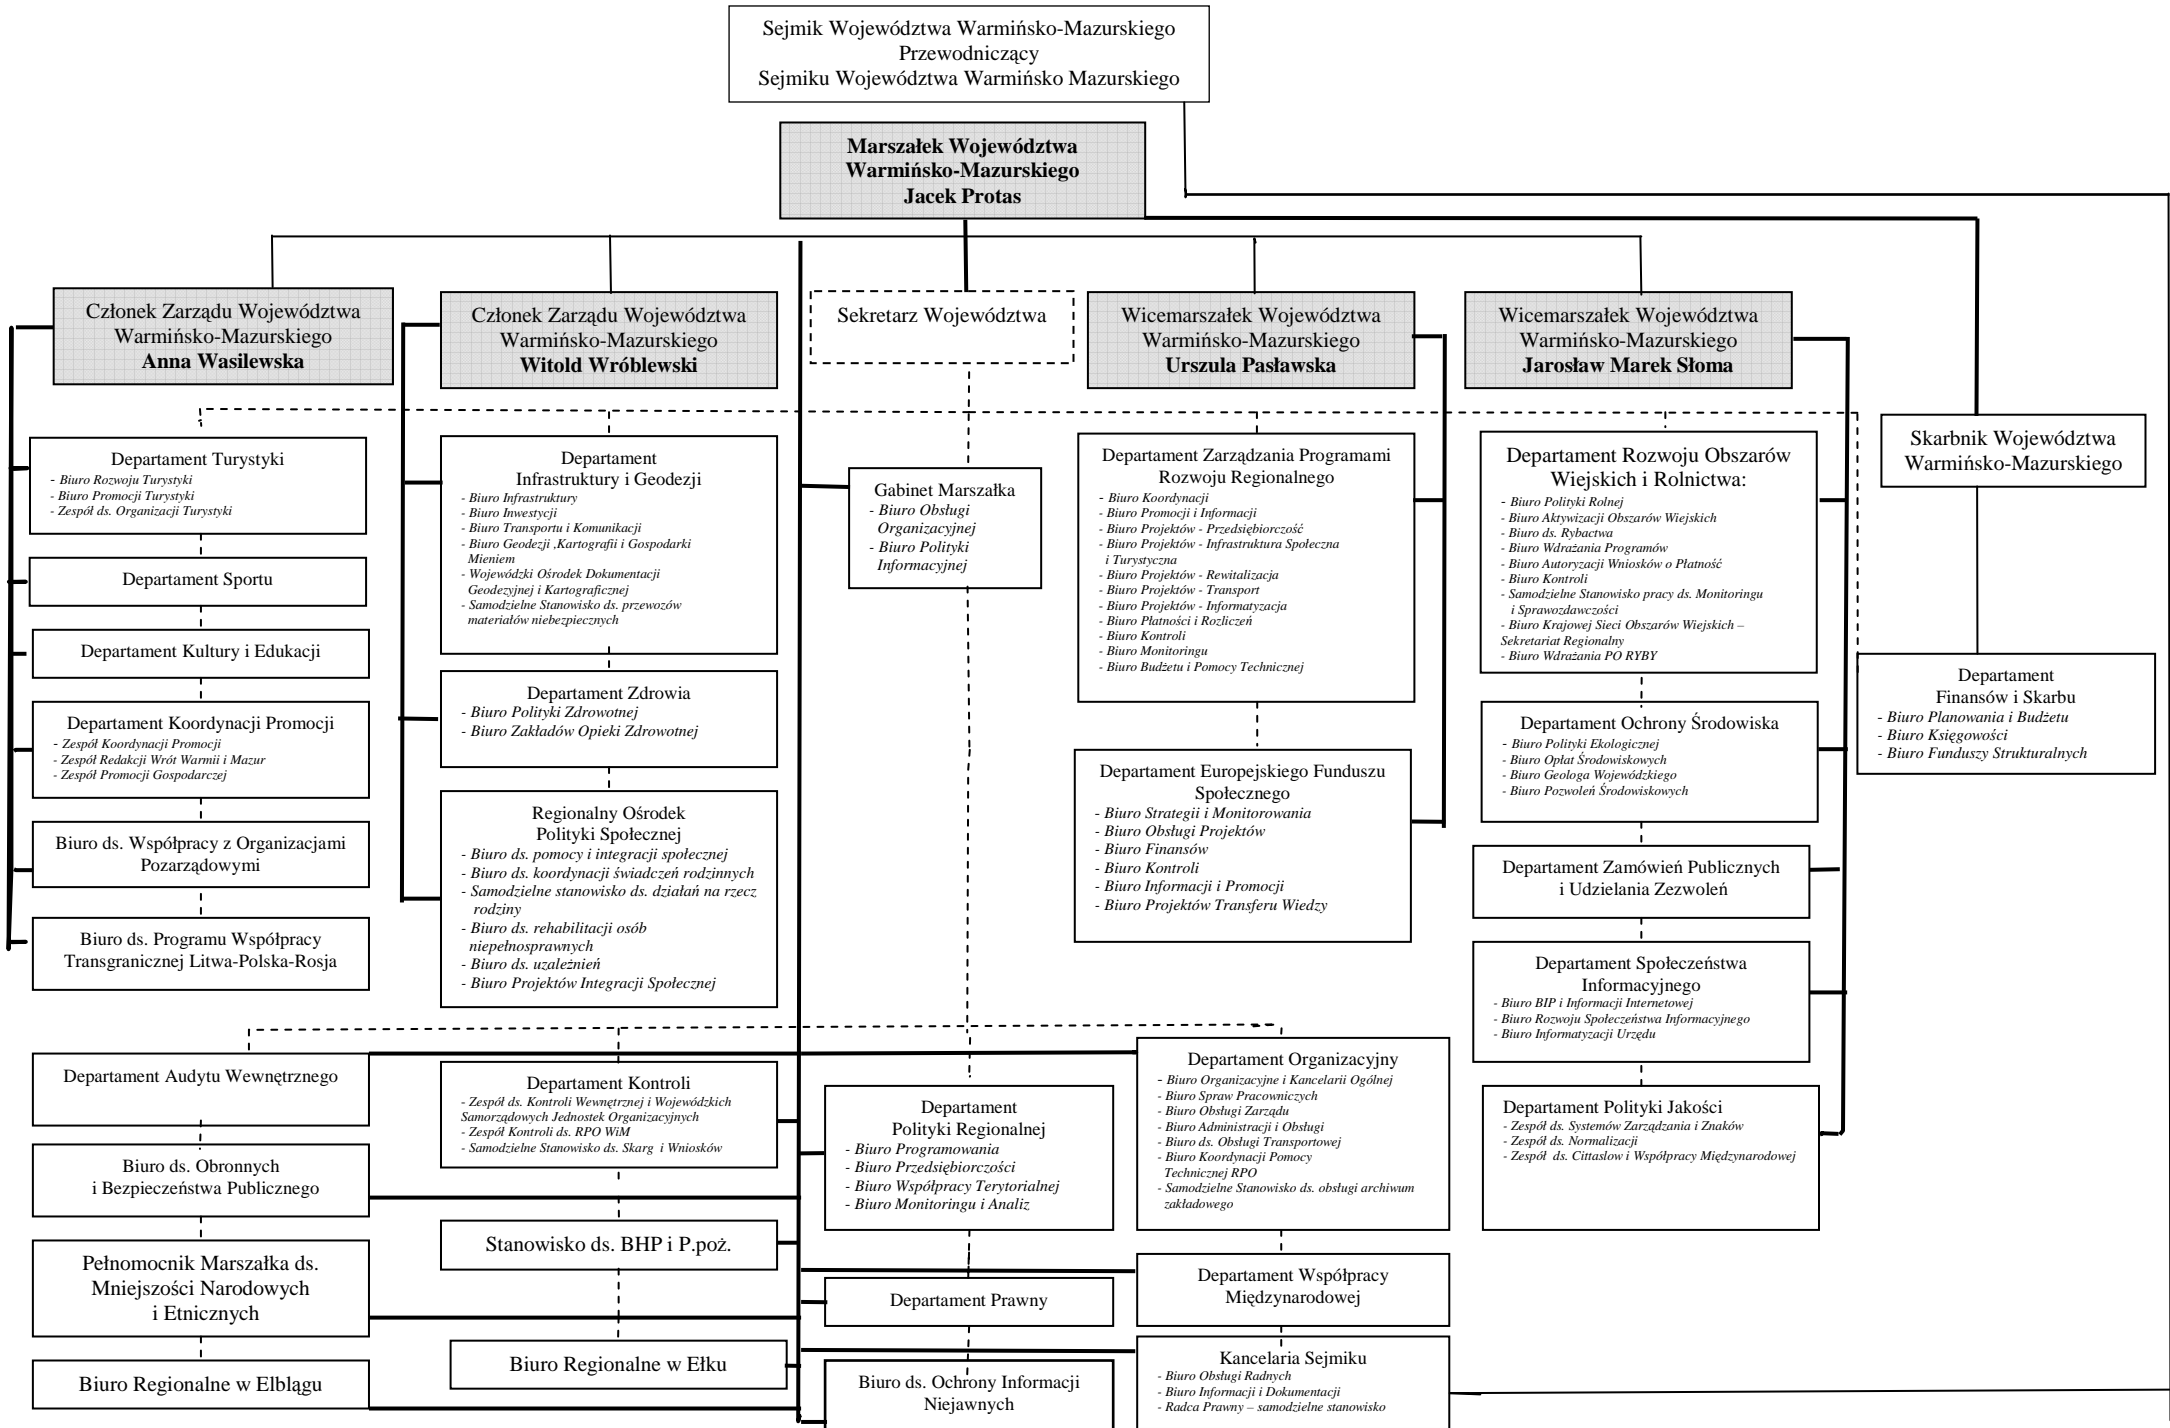 Sejmik Województwa Warmińsko-Mazurskiego
Przewodniczący
Sejmiku Województwa Warmińsko Mazurskiego
Marszałek Województwa
Warmińsko-Mazurskiego
Jacek Protas
Członek Zarządu Województwa
Warmińsko-Mazurskiego
Anna Wasilewska
Członek Zarządu Województwa
Warmińsko-Mazurskiego
Witold Wróblewski
Sekretarz Województwa
Wicemarszałek Województwa
Warmińsko-Mazurskiego
Urszula Pasławska
Wicemarszałek Województwa
Warmińsko-Mazurskiego
Jarosław Marek Słoma
Skarbnik Województwa
Warmińsko-Mazurskiego
Departament Turystyki
- Biuro Rozwoju Turystyki
- Biuro Promocji Turystyki
- Zespół ds. Organizacji Turystyki
Departament Sportu
Departament Kultury i Edukacji
Departament Koordynacji Promocji
- Zespół Koordynacji Promocji
- Zespół Redakcji Wrót Warmii i Mazur
- Zespół Promocji Gospodarczej
Biuro ds. Współpracy z Organizacjami
Pozarządowymi
Biuro ds. Programu Współpracy
Transgranicznej Litwa-Polska-Rosja
Departament
Infrastruktury i Geodezji
- Biuro Infrastruktury
- Biuro Inwestycji
- Biuro Transportu i Komunikacji
- Biuro Geodezji ,Kartografii i Gospodarki
Mieniem
- Wojewódzki Ośrodek Dokumentacji
Geodezyjnej i Kartograficznej
- Samodzielne Stanowisko ds. przewozów
materiałów niebezpiecznych
Departament Zdrowia
- Biuro Polityki Zdrowotnej
- Biuro Zakładów Opieki Zdrowotnej
Regionalny Ośrodek
Polityki Społecznej
- Biuro ds. pomocy i integracji społecznej
- Biuro ds. koordynacji świadczeń rodzinnych
- Samodzielne stanowisko ds. działań na rzecz
rodziny
- Biuro ds. rehabilitacji osób
niepełnosprawnych
- Biuro ds. uzależnień
- Biuro Projektów Integracji Społecznej
Gabinet Marszałka
- Biuro Obsługi
Organizacyjnej
- Biuro Polityki
Informacyjnej
Departament Zarządzania Programami
Rozwoju Regionalnego
- Biuro Koordynacji
- Biuro Promocji i Informacji
- Biuro Projektów - Przedsiębiorczość
- Biuro Projektów - Infrastruktura Społeczna
i Turystyczna
- Biuro Projektów - Rewitalizacja
- Biuro Projektów - Transport
- Biuro Projektów - Informatyzacja
- Biuro Płatności i Rozliczeń
- Biuro Kontroli
- Biuro Monitoringu
- Biuro Budżetu i Pomocy Technicznej
Departament Europejskiego Funduszu
Społecznego
- Biuro Strategii i Monitorowania
- Biuro Obsługi Projektów
- Biuro Finansów
- Biuro Kontroli
- Biuro Informacji i Promocji
- Biuro Projektów Transferu Wiedzy
Departament Rozwoju Obszarów
Wiejskich i Rolnictwa:
- Biuro Polityki Rolnej
- Biuro Aktywizacji Obszarów Wiejskich
- Biuro ds. Rybactwa
- Biuro Wdrażania Programów
- Biuro Autoryzacji Wniosków o Płatność
- Biuro Kontroli
- Samodzielne Stanowisko pracy ds. Monitoringu
i Sprawozdawczości
- Biuro Krajowej Sieci Obszarów Wiejskich –
Sekretariat Regionalny
- Biuro Wdrażania PO RYBY
Departament Ochrony Środowiska
- Biuro Polityki Ekologicznej
- Biuro Opłat Środowiskowych
- Biuro Geologa Wojewódzkiego
- Biuro Pozwoleń Środowiskowych
Departament Zamówień Publicznych
i Udzielania Zezwoleń
Departament Społeczeństwa
Informacyjnego
- Biuro BIP i Informacji Internetowej
- Biuro Rozwoju Społeczeństwa Informacyjnego
- Biuro Informatyzacji Urzędu
Departament Polityki Jakości
- Zespół ds. Systemów Zarządzania i Znaków
- Zespół ds. Normalizacji
- Zespół ds. Cittaslow i Współpracy Międzynarodowej
Departament
Finansów i Skarbu
- Biuro Planowania i Budżetu
- Biuro Księgowości
- Biuro Funduszy Strukturalnych
Departament Audytu Wewnętrznego
Biuro ds. Obronnych
i Bezpieczeństwa Publicznego
Pełnomocnik Marszałka ds.
Mniejszości Narodowych
i Etnicznych
Biuro Regionalne w Elblągu
Departament Kontroli
- Zespół ds. Kontroli Wewnętrznej i Wojewódzkich
Samorządowych Jednostek Organizacyjnych
- Zespół Kontroli ds. RPO WiM
- Samodzielne Stanowisko ds. Skarg i Wniosków
Stanowisko ds. BHP i P.poż.
Biuro Regionalne w Ełku
Departament
Polityki Regionalnej
- Biuro Programowania
- Biuro Przedsiębiorczości
- Biuro Współpracy Terytorialnej
- Biuro Monitoringu i Analiz
Departament Prawny
Biuro ds. Ochrony Informacji
Niejawnych
Departament Organizacyjny
- Biuro Organizacyjne i Kancelarii Ogólnej
- Biuro Spraw Pracowniczych
- Biuro Obsługi Zarządu
- Biuro Administracji i Obsługi
- Biuro ds. Obsługi Transportowej
- Biuro Koordynacji Pomocy
Technicznej RPO
- Samodzielne Stanowisko ds. obsługi archiwum
zakładowego
Departament Współpracy
Międzynarodowej
Kancelaria Sejmiku
- Biuro Obsługi Radnych
- Biuro Informacji i Dokumentacji
- Radca Prawny – samodzielne stanowisko